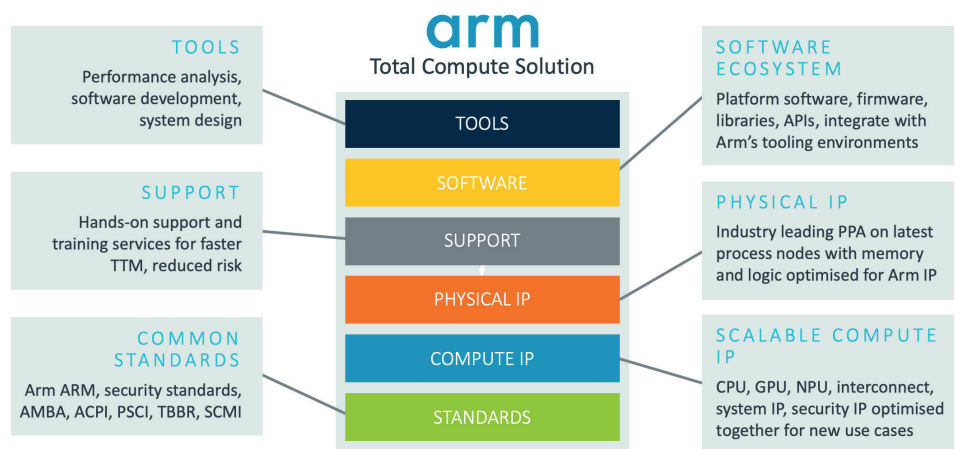 arm
Total Compute Solution
TOOLS
Performance analysis,
software development,
system design
SUPPORT
Hands-on support and
training services for faster
TTM, reduced risk
COMMON
STANDARDS
Arm ARM, security standards,
AMBA, ACPI, PSCI, TBBR, SCMI
TOOLS
SOFTWARE
SUPPORT
f
PHYSICAL IP
COMPUTE IP
STANDARDS
SOFTWARE
ECOSYSTEM
Platform software, firmware,
libraries, APIs, integrate with
Arm’s tooling environments
PHYSICAL IP
Industry leading PPA on latest
process nodes with memory
and logic optimised for Arm IP
SCALABLE COMPUTE
IP
CPU, GPU, NPU, interconnect,
system IP, security IP optimised
together for new use cases